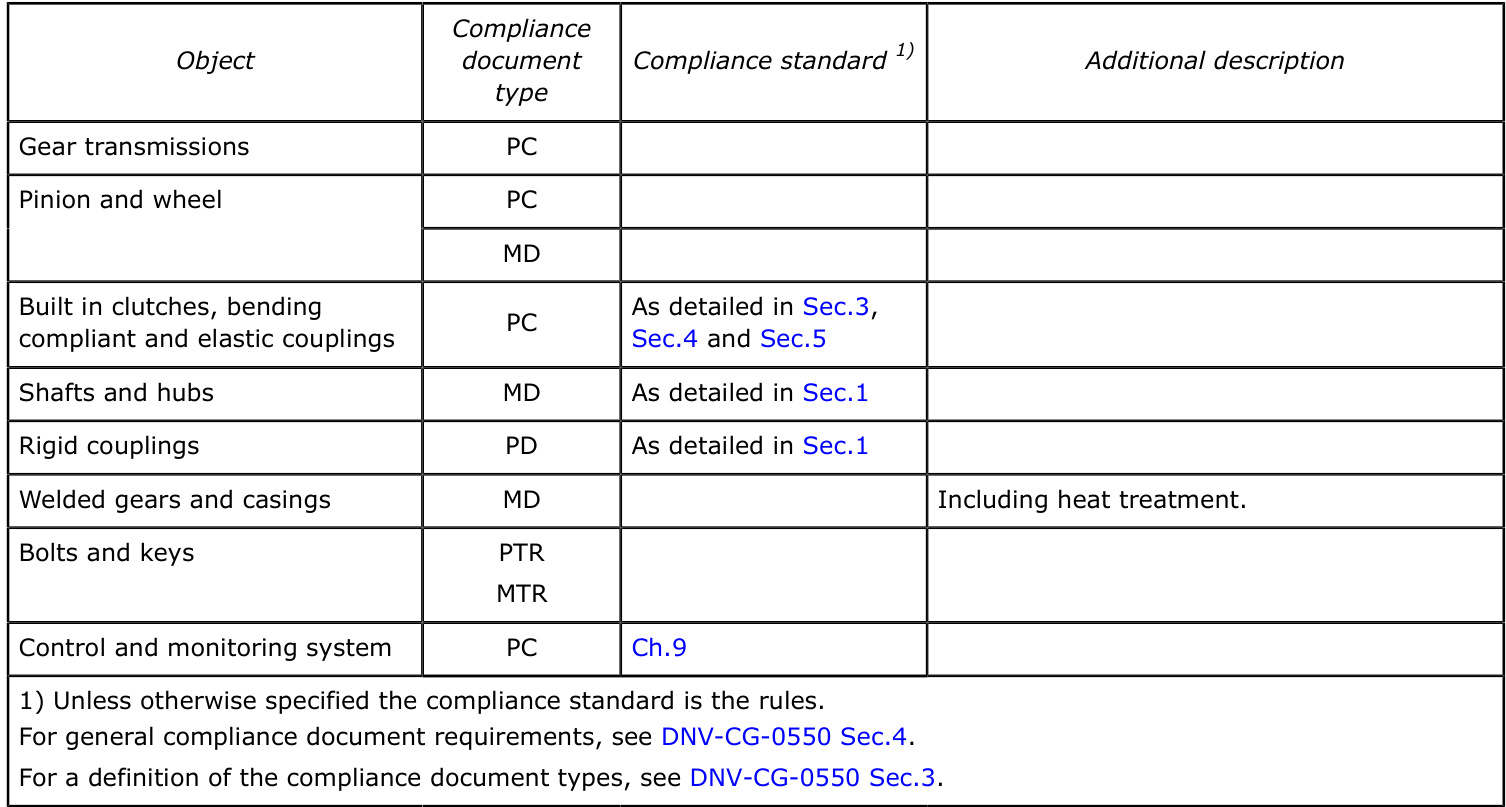 Object
Compliance
document
type
Compliance standard 1)
Additional description
Gear transmissions
PC
Pinion and wheel
PC
MD
Built in clutches, bending
compliant and elastic couplings
PC
As detailed in Sec.3,
Sec.4 and Sec.5
Shafts and hubs
MD
As detailed in Sec.1
Rigid couplings
PD
As detailed in Sec.1
Welded gears and casings
MD
Including heat treatment.
Bolts and keys
PTR
MTR
Control and monitoring system
PC
Ch.9
1) Unless otherwise specified the compliance standard is the rules.
For general compliance document requirements, see DNV-CG-0550 Sec.4.
For a definition of the compliance document types, see DNV-CG-0550 Sec.3.